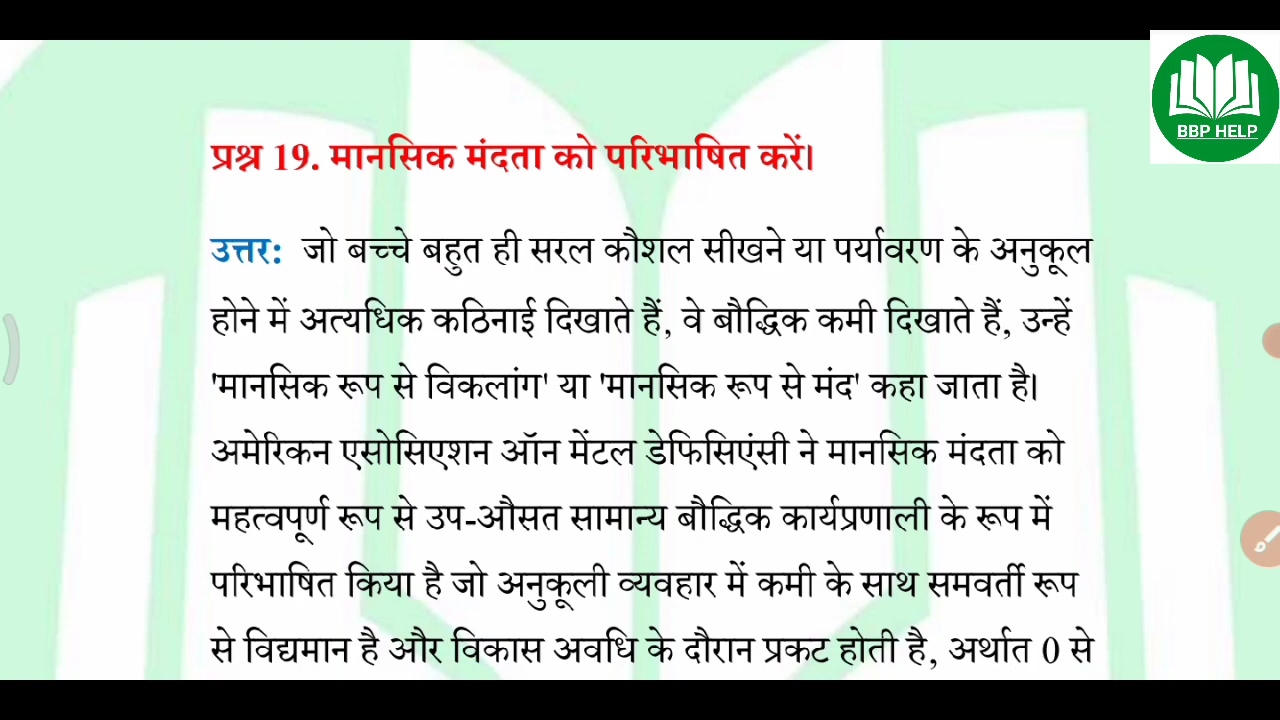 BBP HELP
प्रश्न 19. मानसिक मंदता को परिभाषित करें।
उत्तर: जो बच्चे बहुत ही सरल कौशल सीखने या पर्यावरण के अनुकूल
होने में अत्यधिक कठिनाई दिखाते हैं, वे बौद्धिक कमी दिखाते हैं, उन्हें
'मानसिक रूप से विकलांग' या 'मानसिक रूप से मंद' कहा जाता है।
अमेरिकन एसोसिएशन ऑन मेंटल डेफिसिएंसी ने मानसिक मंदता को
महत्वपूर्ण रूप से उप-औसत सामान्य बौद्धिक कार्यप्रणाली के रूप में
परिभाषित किया है जो अनुकूली व्यवहार में कमी के साथ समवर्ती रूप
से विद्यमान है और विकास अवधि के दौरान प्रकट होती है, अर्थात 0 से